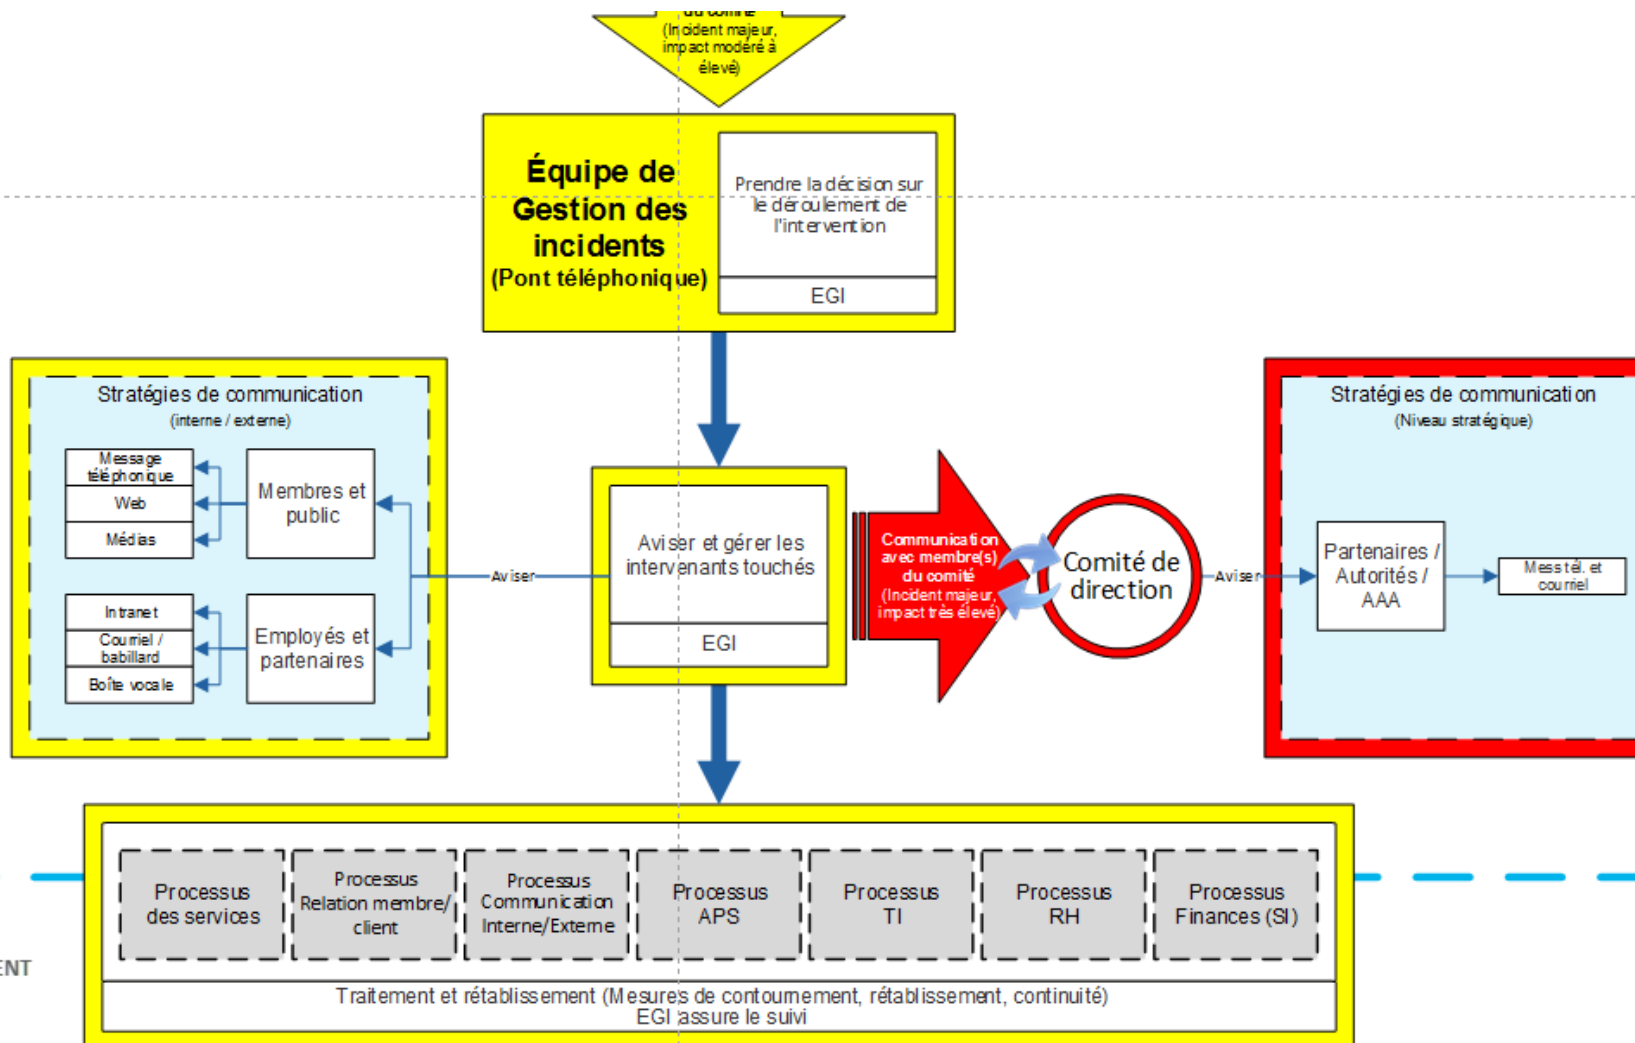 du comité
(Incident majeur,
impact modéré à
élevé)
Équipe de
Gestion des
incidents
(Pont téléphonique)
Prendre la décision sur
le déroulement de
l'intervention
EGI
Stratégies de communication
(interne / externe)
Message
téléphonique
Web
Médias
Membres et
public
Intranet
Courriel /
babillard
Boîte vocale
Employés et
partenaires
Aviser
Aviser et gérer les
intervenants touchés
EGI
Communication
avec membre(s)
du comité
(Incident majeur,
impact très élevé)
Comité de
direction
Aviser
Stratégies de communication
(Niveau stratégique)
Partenaires /
Autorités /
AAA
Mess tél. et
courriel
Processus
des services
Processus
Relation membre/
client
Processus
Communication
Interne/Externe
Processus
APS
Processus
TI
Processus
RH
Processus
Finances (SI)
ENT
Traitement et rétablissement (Mesures de contournement, rétablissement, continuité)
EGI assure le suivi